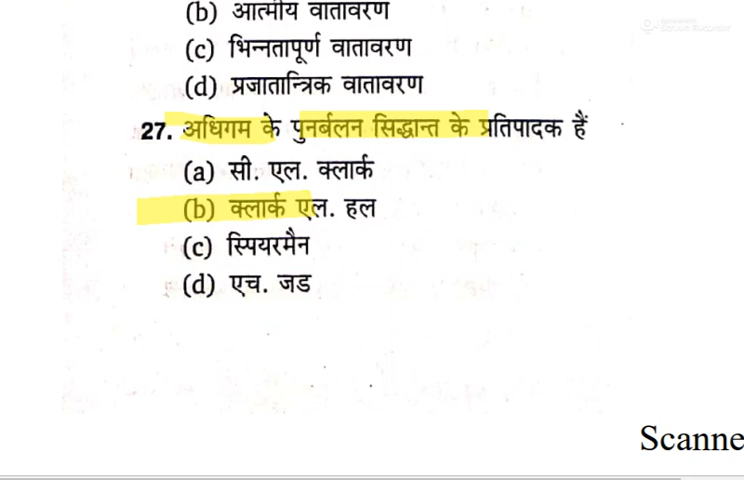 (b) आत्मीय वातावरण
(c) भिन्नतापूर्ण वातावरण
(d) प्रजातान्त्रिक वातावरण
27. अधिगम के पुनर्बलन सिद्धान्त के प्रतिपादक हैं
(a) सी. एल. क्लार्क
(b) क्लार्क एल. हल
(c) स्पियरमैन
(d) एच. जड
Scanne